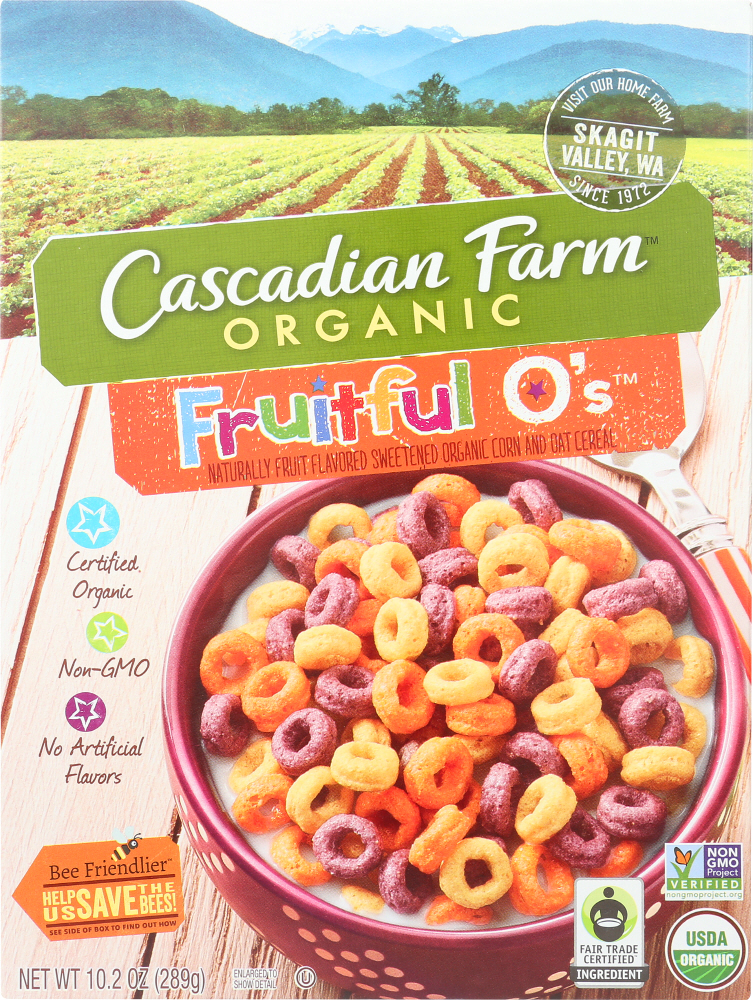 VISIT OUR HOME FARM
SKAGIT
VALLEY, WA
SINCE 1972
Cascadian Farm™
ORGANIC
Fruitful O's™
NATURALLY FRUIT FLAVORED SWEETENED ORGANIC CORN AND OAT CEREAL
Certified
Organic
Non-GMO
No Artificial
Flavors
Bee Friendlier™
HELP US SAVE THE BEES!
SEE SIDE OF BOX TO FIND OUT HOW
NET WT 10.2 OZ (289g)
ENLARGED TO
SHOW DETAIL
U
FAIR TRADE
CERTIFIED
INGREDIENT
NON
GMO
Project
VERIFIED
nongmoproject.org
USDA
ORGANIC